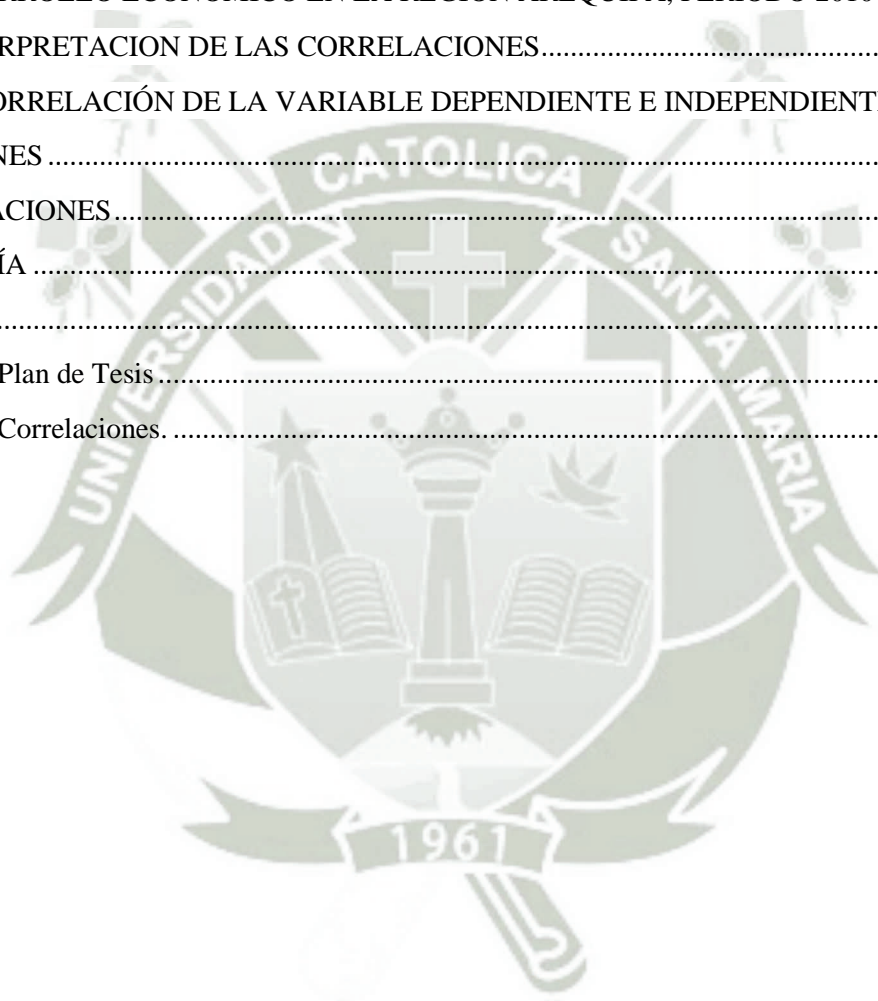 RPRETACION DE LAS CORRELACIONES....................................................
ORRELACIÓN DE LA VARIABLE DEPENDIENTE E INDEPENDIENT
NES ....................................................
ACIONES ....................................................
ÍA ....................................................
....................................................
Plan de Tesis ....................................................
Correlaciones. ....................................................
UNIVERSIDAD CATOLICA SANTA MARIA
1961